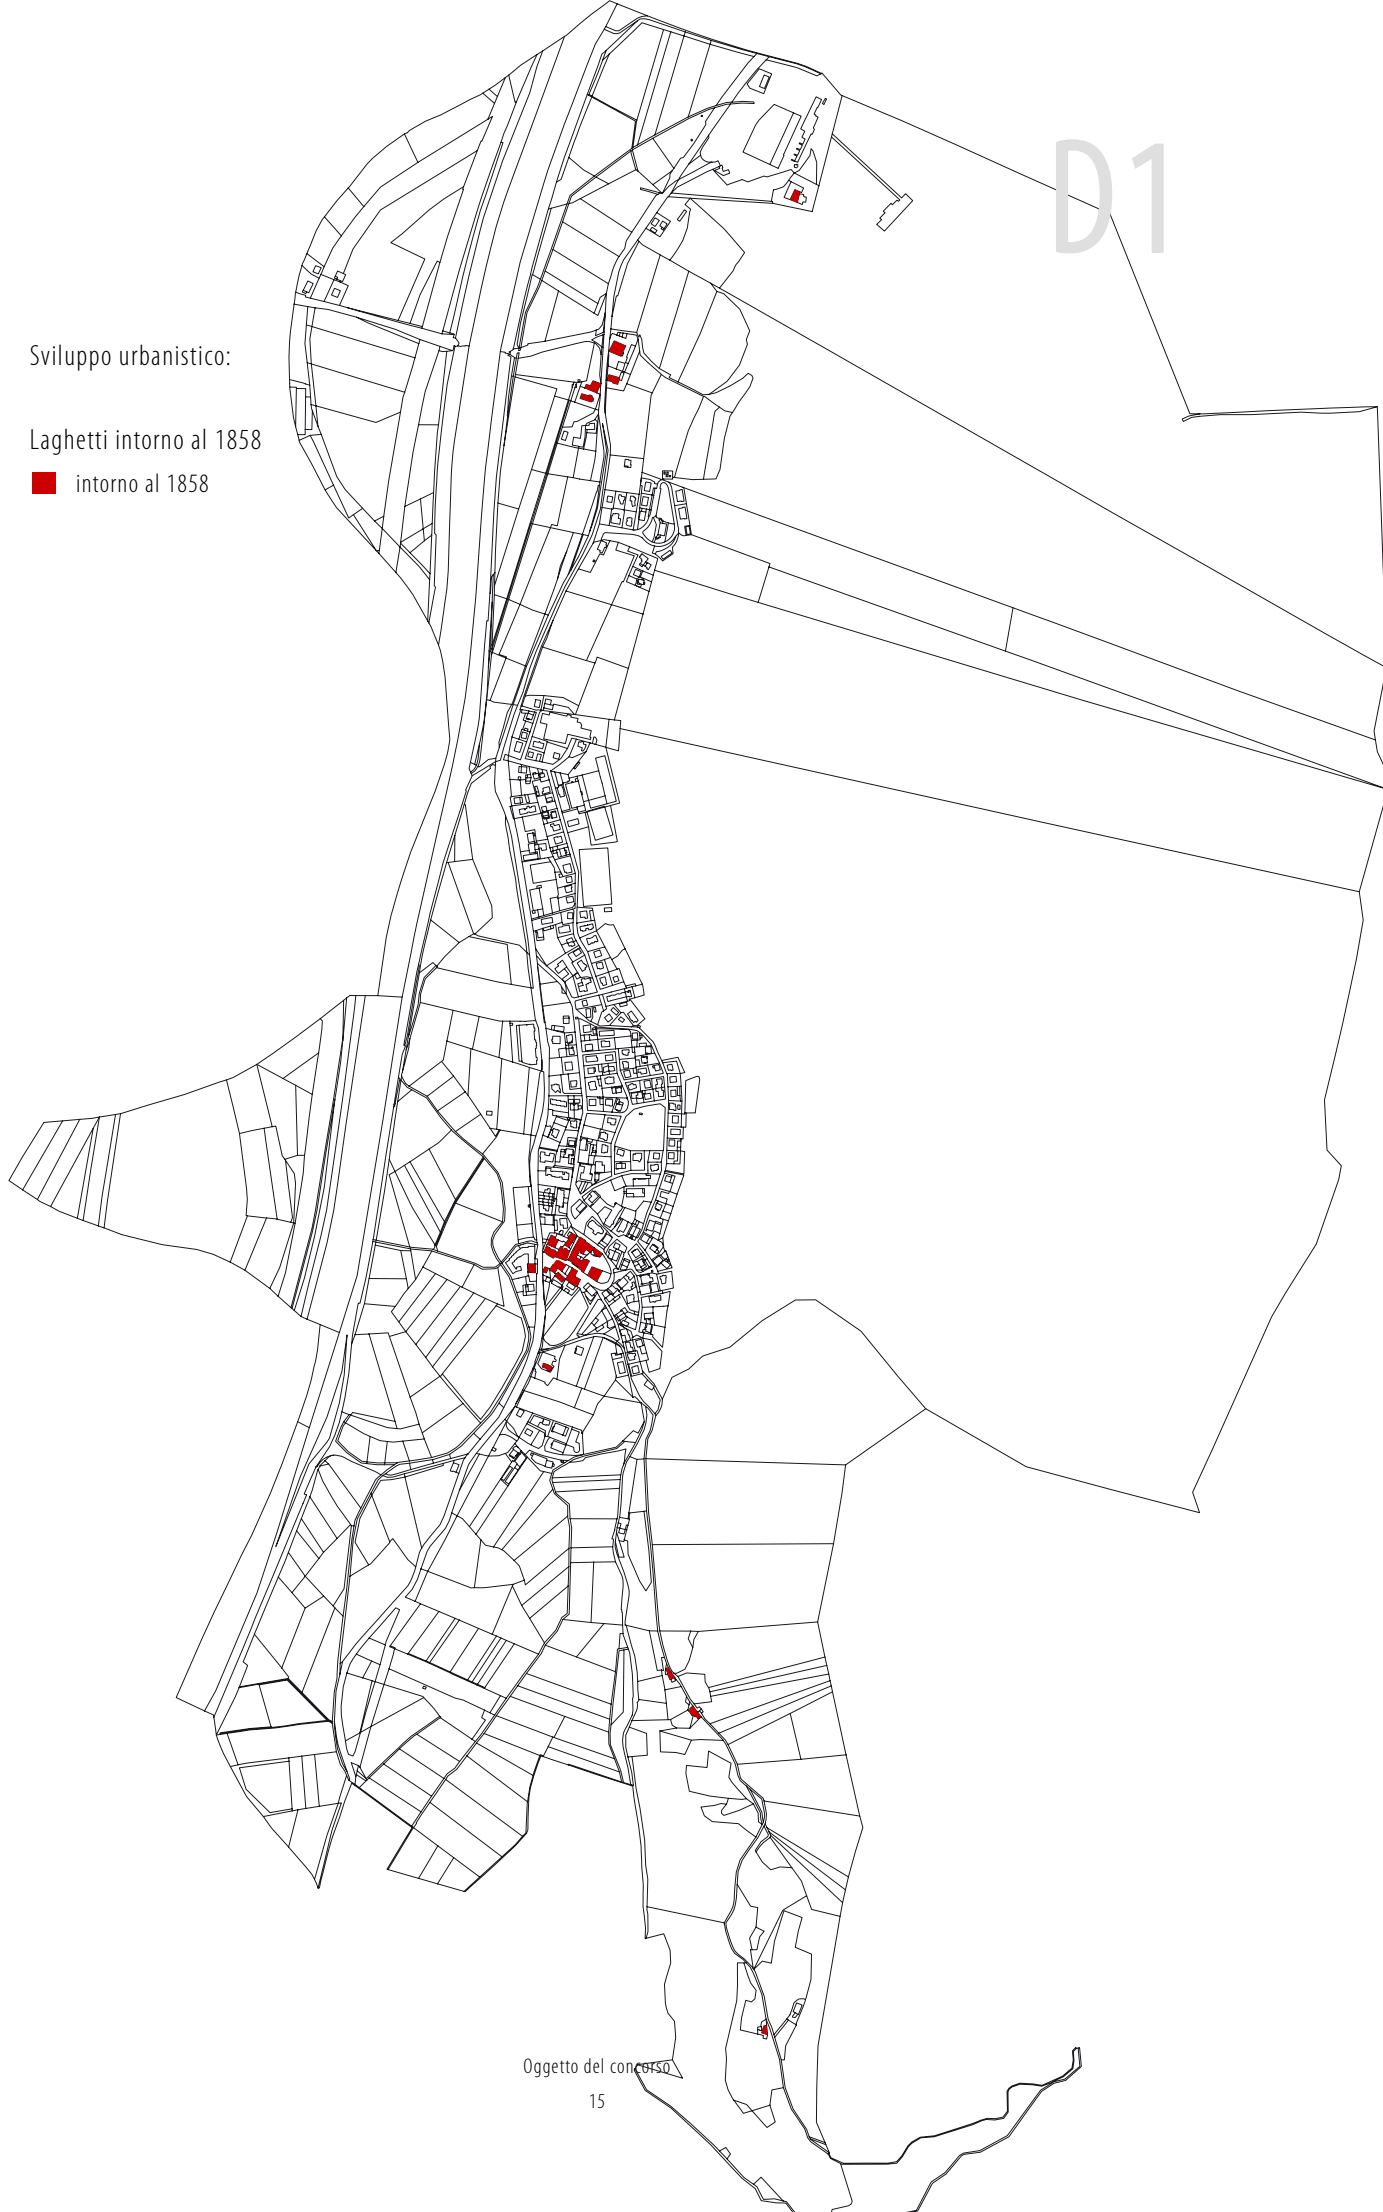 D1
Sviluppo urbanistico:
Laghetti intorno al 1858
intorno al 1858
Oggetto del concorso
15